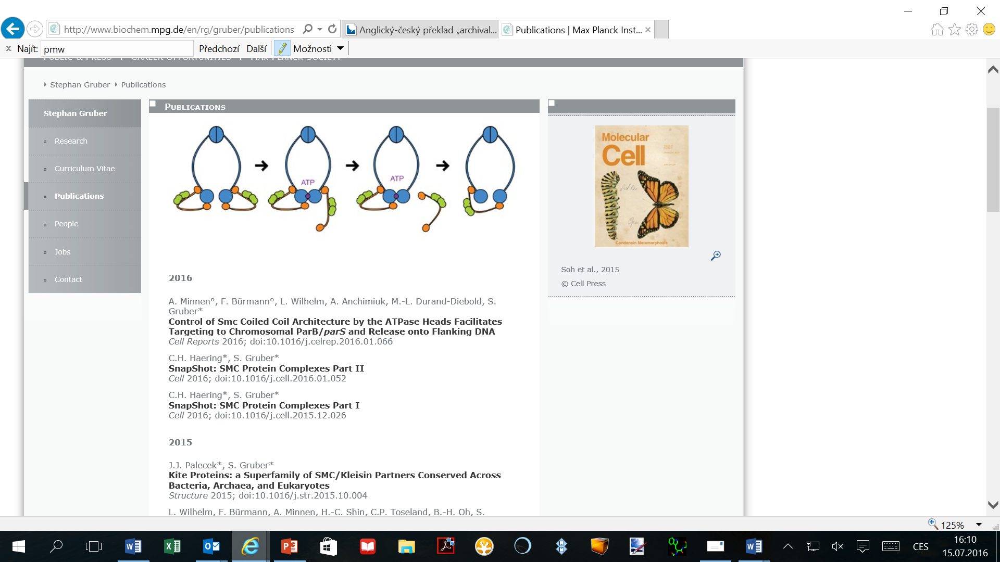 http://www.biochem.mpg.de/en/rg/gruber/publications
Anglický-český překlad „archival...
Publications | Max Planck Inst...
Najít: pmw
Předchozí Další Možnosti
PUBLIC & PRESS CAREER OPPORTUNITIES MAX PLANCK SOCIETY
Stephan Gruber Publications
Stephan Gruber
Research
Curriculum Vitae
Publications
People
Jobs
Contact
PUBLICATIONS
ATP
ATP
2016
A. Minnen°, F. Bürmann°, L. Wilhelm, A. Anchimiuk, M.-L. Durand-Diebold, S.
Gruber*
Control of Smc Coiled Coil Architecture by the ATPase Heads Facilitates
Targeting to Chromosomal ParB/parS and Release onto Flanking DNA
Cell Reports 2016; doi:10.1016/j.celrep.2016.01.066
C.H. Haering*, S. Gruber*
SnapShot: SMC Protein Complexes Part II
Cell 2016; doi:10.1016/j.cell.2016.01.052
C.H. Haering*, S. Gruber*
SnapShot: SMC Protein Complexes Part I
Cell 2016; doi:10.1016/j.cell.2015.12.026
2015
J.J. Palecek*, S. Gruber*
Kite Proteins: a Superfamily of SMC/Kleisin Partners Conserved Across
Bacteria, Archaea, and Eukaryotes
Structure 2015; doi:10.1016/j.str.2015.10.004
L. Wilhelm, F. Bürmann, A. Minnen, H.-C. Shin, C.P. Toseland, B.-H. Oh, S.
Molecular
Cell
Condensin Metamorphosis
Soh et al., 2015
© Cell Press
125%
CES
16:10
15.07.2016